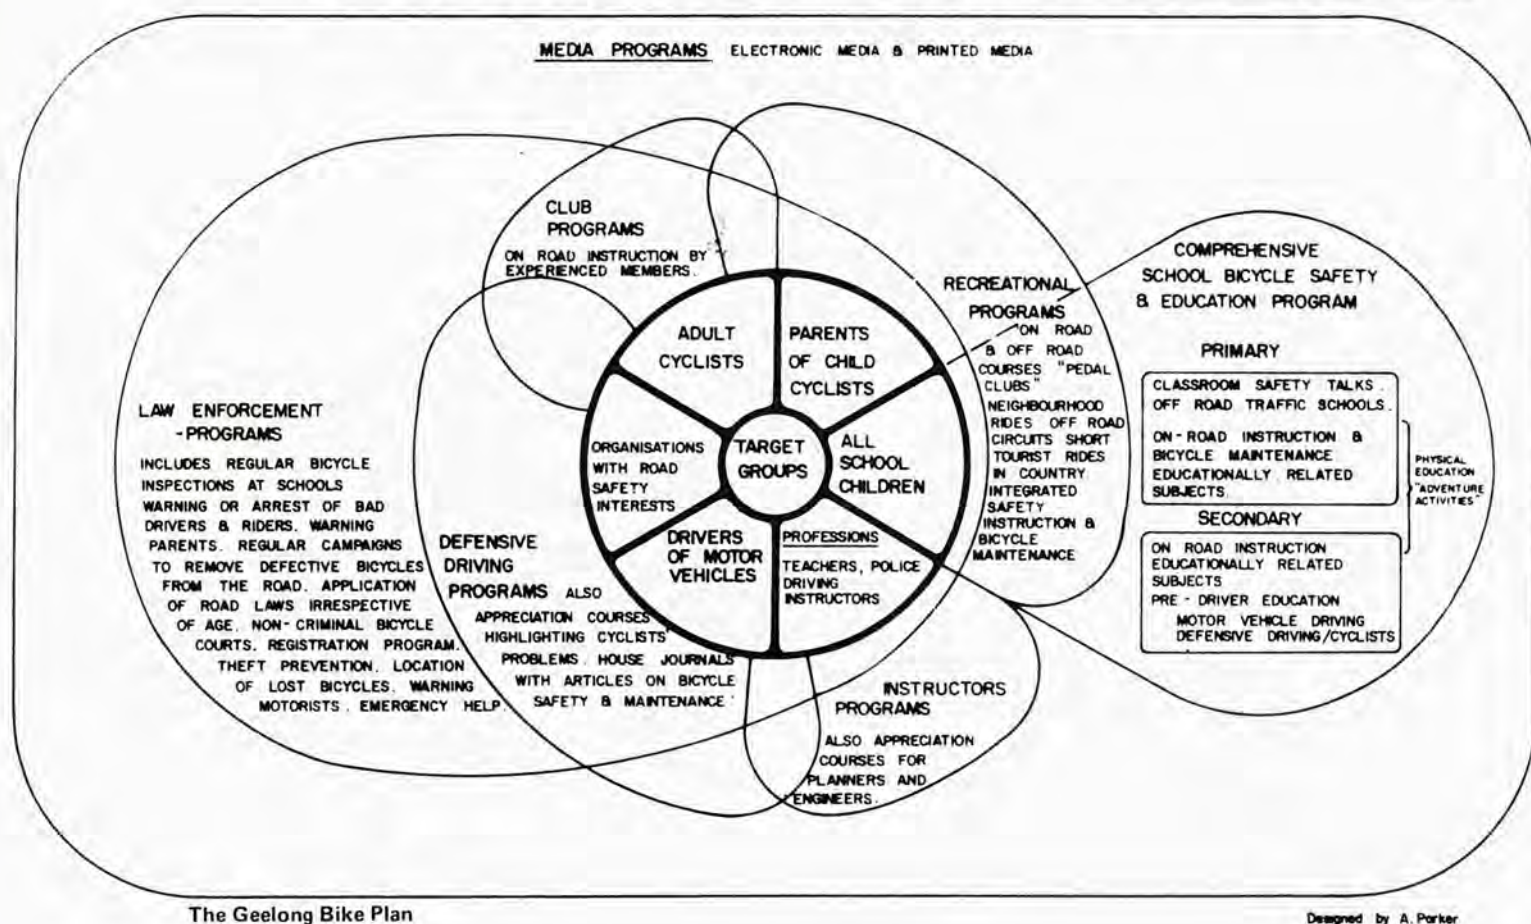 MEDIA PROGRAMS ELECTRONIC MEDIA & PRINTED MEDIA
CLUB
PROGRAMS
ON ROAD INSTRUCTION BY
EXPERIENCED MEMBERS.
LAW ENFORCEMENT
-PROGRAMS
INCLUDES REGULAR BICYCLE
INSPECTIONS AT SCHOOLS
WARNING OR ARREST OF BAD
DRIVERS & RIDERS. WARNING
PARENTS. REGULAR CAMPAIGNS
TO REMOVE DEFECTIVE BICYCLES
FROM THE ROAD. APPLICATION
OF ROAD LAWS IRRESPECTIVE
OF AGE. NON-CRIMINAL BICYCLE
COURTS. REGISTRATION PROGRAM.
THEFT PREVENTION. LOCATION
OF LOST BICYCLES. WARNING
MOTORISTS. EMERGENCY HELP.
DEFENSIVE
DRIVING
PROGRAMS ALSO
APPRECIATION COURSES
HIGHLIGHTING CYCLISTS'
PROBLEMS. HOUSE JOURNALS
WITH ARTICLES ON BICYCLE
SAFETY & MAINTENANCE
TARGET
GROUPS
ADULT
CYCLISTS
PARENTS
OF CHILD
CYCLISTS
ALL
SCHOOL
CHILDREN
PROFESSIONS
TEACHERS, POLICE
DRIVING
INSTRUCTORS
DRIVERS
OF MOTOR
VEHICLES
ORGANISATIONS
WITH ROAD
SAFETY
INTERESTS
RECREATIONAL
PROGRAMS
ON ROAD
& OFF ROAD
COURSES "PEDAL
CLUBS"
NEIGHBOURHOOD
RIDES OFF ROAD
CIRCUITS SHORT
TOURIST RIDES
IN COUNTRY
INTEGRATED
SAFETY
INSTRUCTION &
BICYCLE
MAINTENANCE
INSTRUCTORS
PROGRAMS
ALSO APPRECIATION
COURSES FOR
PLANNERS AND
ENGINEERS.
COMPREHENSIVE
SCHOOL BICYCLE SAFETY
& EDUCATION PROGRAM
PRIMARY
CLASSROOM SAFETY TALKS.
OFF ROAD TRAFFIC SCHOOLS.
ON-ROAD INSTRUCTION &
BICYCLE MAINTENANCE
EDUCATIONALLY RELATED
SUBJECTS.
SECONDARY
ON ROAD INSTRUCTION
EDUCATIONALLY RELATED
SUBJECTS
PRE-DRIVER EDUCATION
MOTOR VEHICLE DRIVING
DEFENSIVE DRIVING/CYCLISTS
PHYSICAL
EDUCATION
"ADVENTURE
ACTIVITIES"
The Geelong Bike Plan
Designed by A. Parker